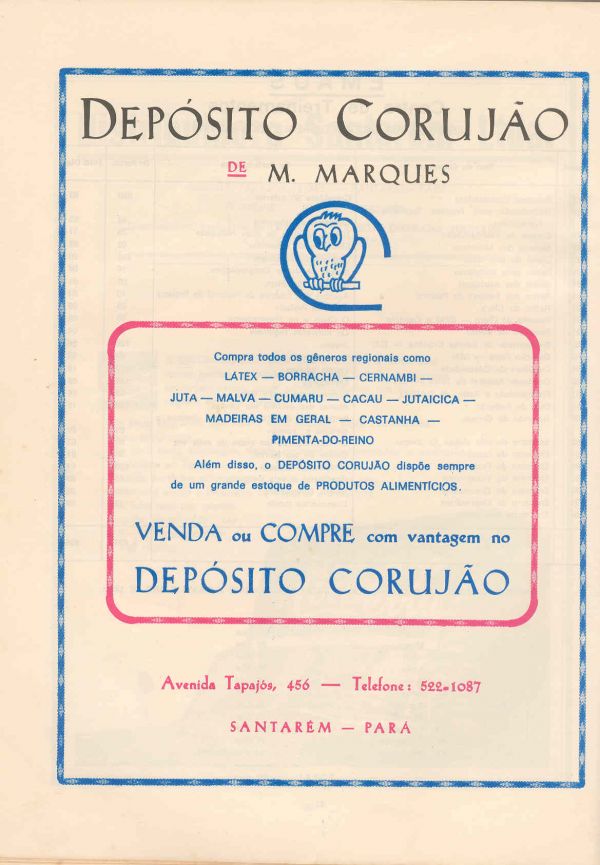 DEPÓSITO CORUJÃO
DE M. MARQUES
Compra todos os gêneros regionais como
LÁTEX — BORRACHA — CERNAMBI —
JUTA — MALVA — CUMARU — CACAU — JUTAICICA —
MADEIRAS EM GERAL — CASTANHA —
PIMENTA-DO-REINO
Além disso, o DEPÓSITO CORUJÃO dispõe sempre
de um grande estoque de PRODUTOS ALIMENTÍCIOS.
VENDA ou COMPRE com vantagem no
DEPÓSITO CORUJÃO
Avenida Tapajós, 456 — Telefone: 522-1087
SANTARÉM — PARÁ